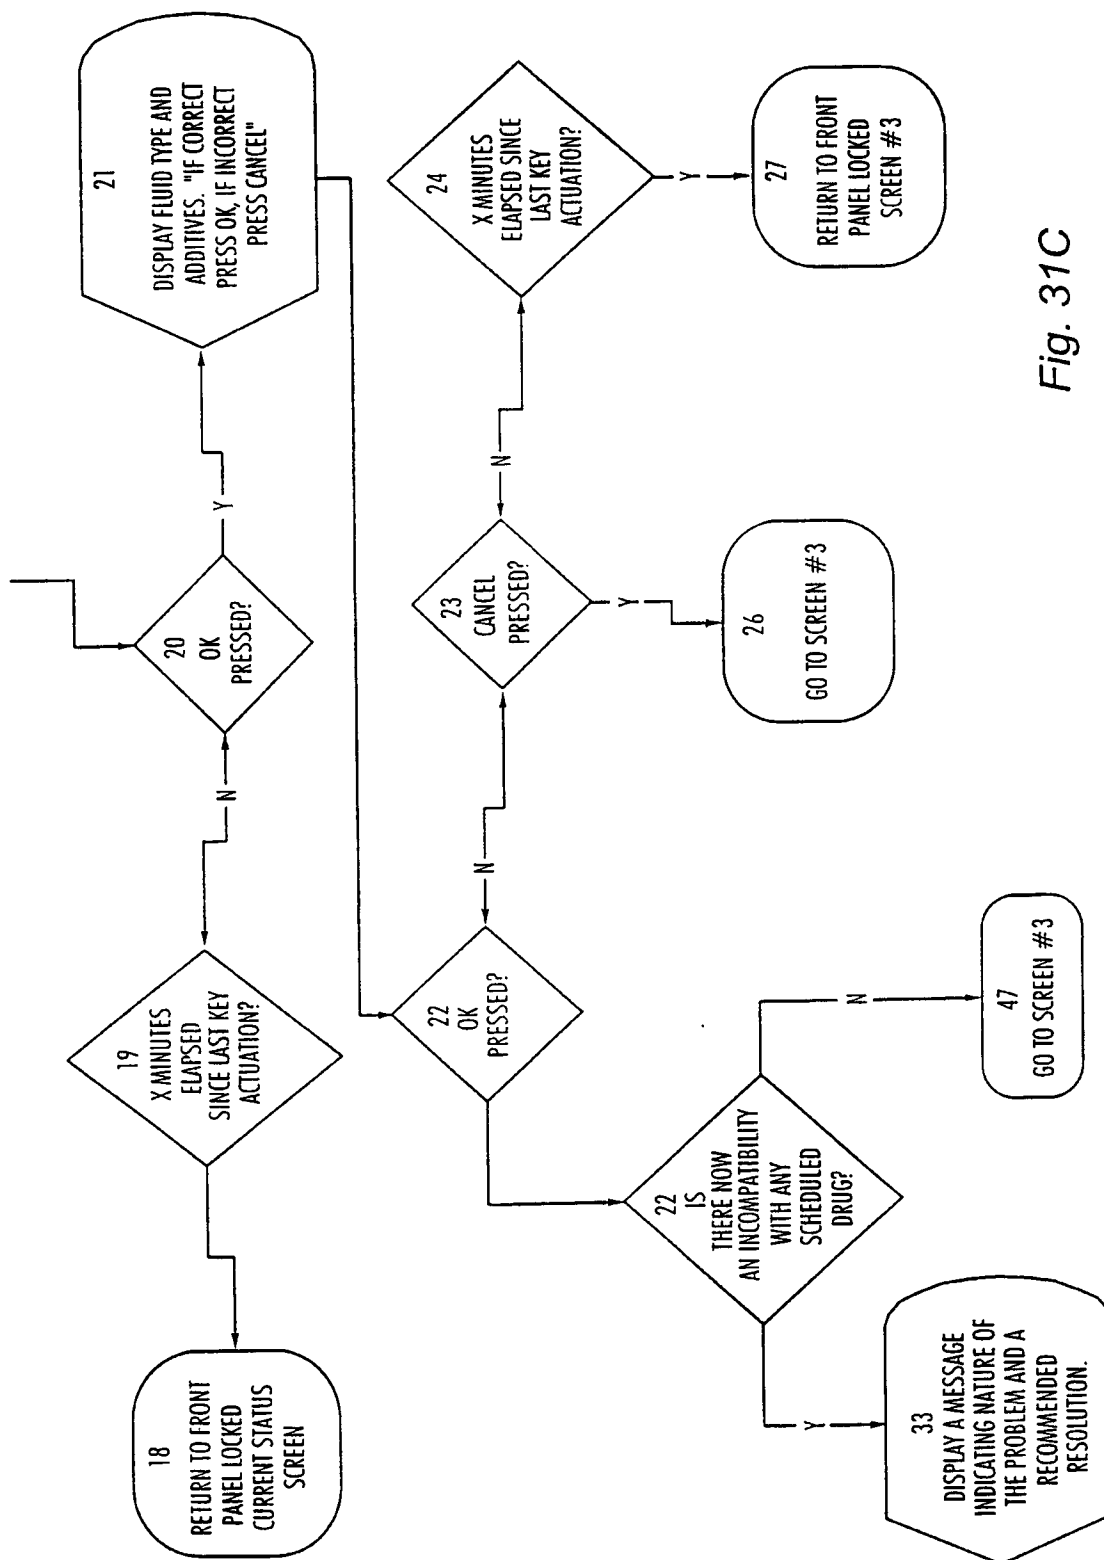 18
RETURN TO FRONT
PANEL LOCKED
CURRENT STATUS
SCREEN
19
X MINUTES
ELAPSED
SINCE LAST KEY
ACTUATION?
N
20
OK
PRESSED?
Y
21
DISPLAY FLUID TYPE AND
ADDITIVES. "IF CORRECT
PRESS OK, IF INCORRECT
PRESS CANCEL"
22
OK
PRESSED?
N
23
CANCEL
PRESSED?
N
24
X MINUTES
ELAPSED SINCE
LAST KEY
ACTUATION?
Y
Y
33
DISPLAY A MESSAGE
INDICATING NATURE OF
THE PROBLEM AND A
RECOMMENDED
RESOLUTION.
Y
22
IS
THERE NOW
AN INCOMPATIBILITY
WITH ANY
SCHEDULED
DRUG?
N
47
GO TO SCREEN #3
26
GO TO SCREEN #3
27
RETURN TO FRONT
PANEL LOCKED
SCREEN #3
Fig. 31C